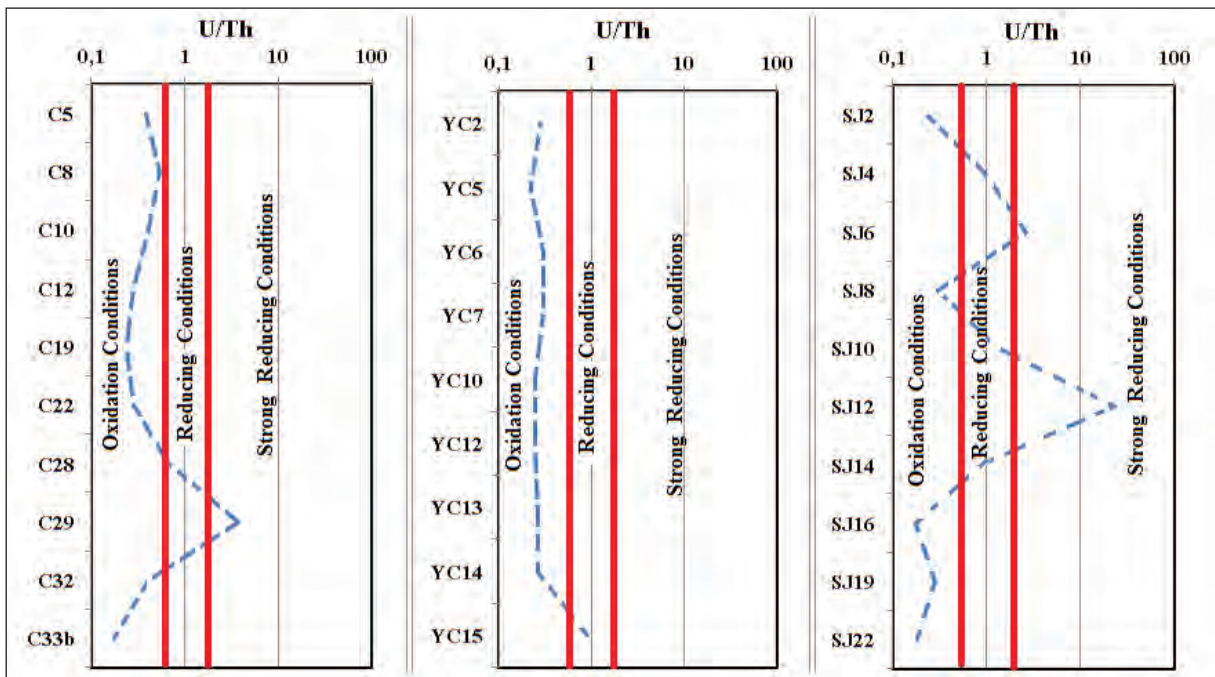 U/Th
0,1 1 10 100
C5
C8
C10
C12
C19
C22
C28
C29
C32
C33b
Oxidation Conditions
Reducing Conditions
Strong Reducing Conditions
U/Th
0,1 1 10 100
YC2
YC5
YC6
YC7
YC10
YC12
YC13
YC14
YC15
Oxidation Conditions
Reducing Conditions
Strong Reducing Conditions
U/Th
0,1 1 10 100
SJ2
SJ4
SJ6
SJ8
SJ10
SJ12
SJ14
SJ16
SJ19
SJ22
Oxidation Conditions
Reducing Conditions
Strong Reducing Conditions